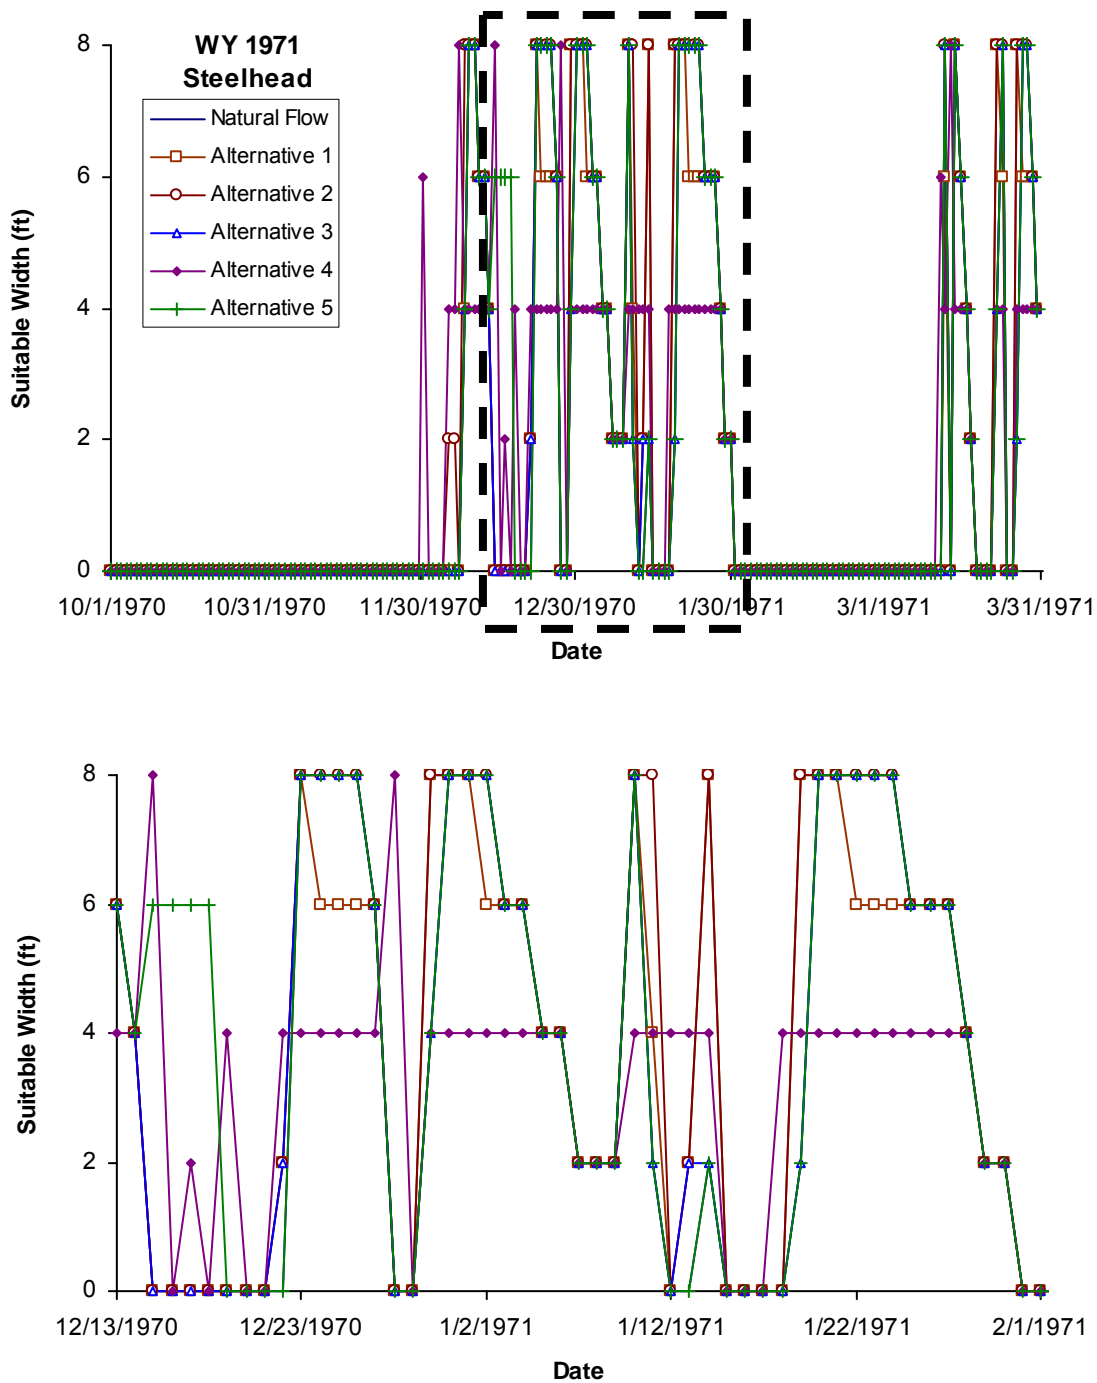 WY 1971
Steelhead
Natural Flow
Alternative 1
Alternative 2
Alternative 3
Alternative 4
Alternative 5
Suitable Width (ft)
8
6
4
2
0
10/1/1970 10/31/1970 11/30/1970 12/30/1970 1/30/1971 3/1/1971 3/31/1971
Date
Suitable Width (ft)
8
6
4
2
0
12/13/1970 12/23/1970 1/2/1971 1/12/1971 1/22/1971 2/1/1971
Date